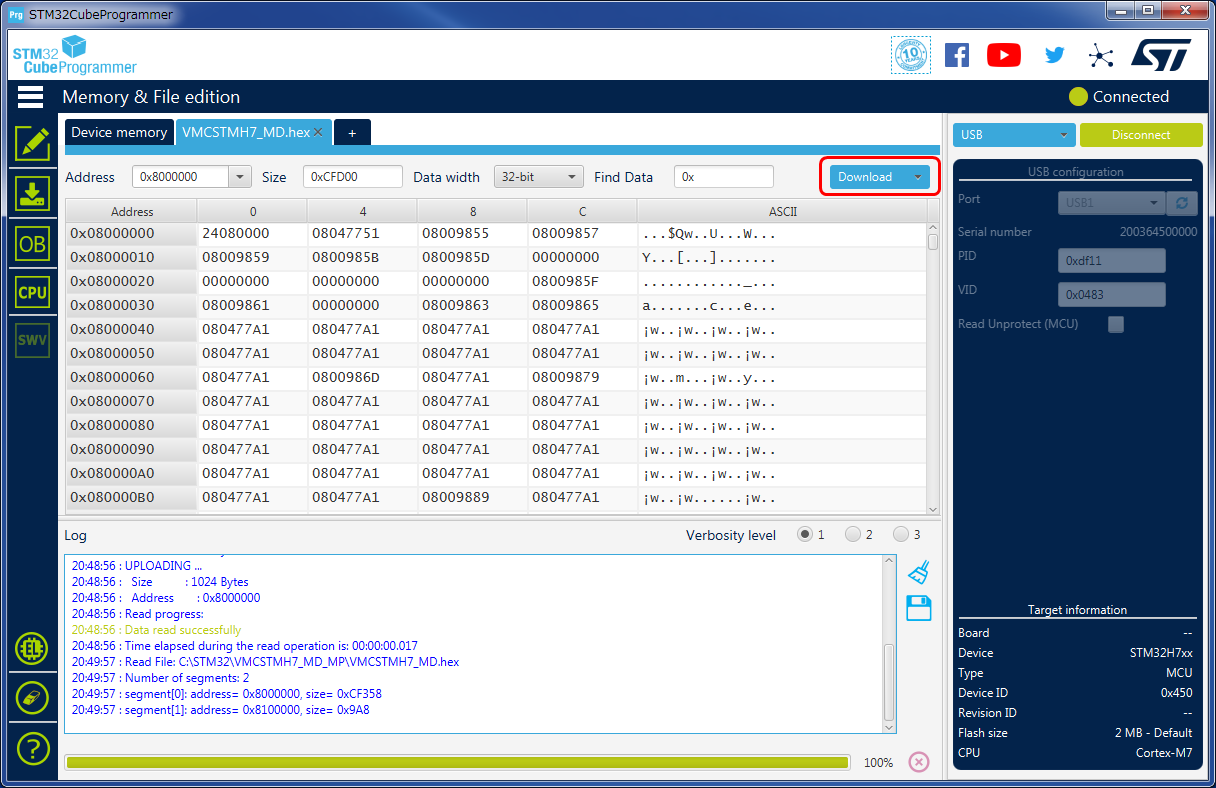 Prg STM32CubeProgrammer
STM32
CubeProgrammer
10
YEARS
ST
Memory & File edition
Connected
Device memory VMCSTMH7_MD.hex × +
USB Disconnect
Address 0x8000000 Size 0xCFD00 Data width 32-bit Find Data 0x Download
Address 0 4 8 C ASCII
0x08000000 24080000 08047751 08009855 08009857 ...$Qw..U...W...
0x08000010 08009859 0800985B 0800985D 00000000 Y...[...].......
0x08000020 00000000 00000000 00000000 0800985F ............_...
0x08000030 08009861 00000000 08009863 08009865 a.......c...e...
0x08000040 080477A1 080477A1 080477A1 080477A1 ¡w..¡w..¡w..¡w..
0x08000050 080477A1 080477A1 080477A1 080477A1 ¡w..¡w..¡w..¡w..
0x08000060 080477A1 0800986D 080477A1 08009879 ¡w..m...¡w..y...
0x08000070 080477A1 080477A1 080477A1 080477A1 ¡w..¡w..¡w..¡w..
0x08000080 080477A1 080477A1 080477A1 080477A1 ¡w..¡w..¡w..¡w..
0x08000090 080477A1 080477A1 080477A1 080477A1 ¡w..¡w..¡w..¡w..
0x080000A0 080477A1 080477A1 080477A1 080477A1 ¡w..¡w..¡w..¡w..
0x080000B0 080477A1 080477A1 08009889 080477A1 ¡w..¡w......¡w..
OB
CPU
SWV
?
Log Verbosity level 1 2 3
20:48:56 : UPLOADING ...
20:48:56 : Size : 1024 Bytes
20:48:56 : Address : 0x8000000
20:48:56 : Read progress:
20:48:56 : Data read successfully
20:48:56 : Time elapsed during the read operation is: 00:00:00.017
20:49:57 : Read File: C:\STM32\VMCSTMH7_MD_MP\VMCSTMH7_MD.hex
20:49:57 : Number of segments: 2
20:49:57 : segment[0]: address= 0x8000000, size= 0xCF358
20:49:57 : segment[1]: address= 0x8100000, size= 0x9A8
100%
USB configuration
Port USB1
Serial number 200364500000
PID 0xdf11
VID 0x0483
Read Unprotect (MCU)
Target information
Board --
Device STM32H7xx
Type MCU
Device ID 0x450
Revision ID --
Flash size 2 MB - Default
CPU Cortex-M7